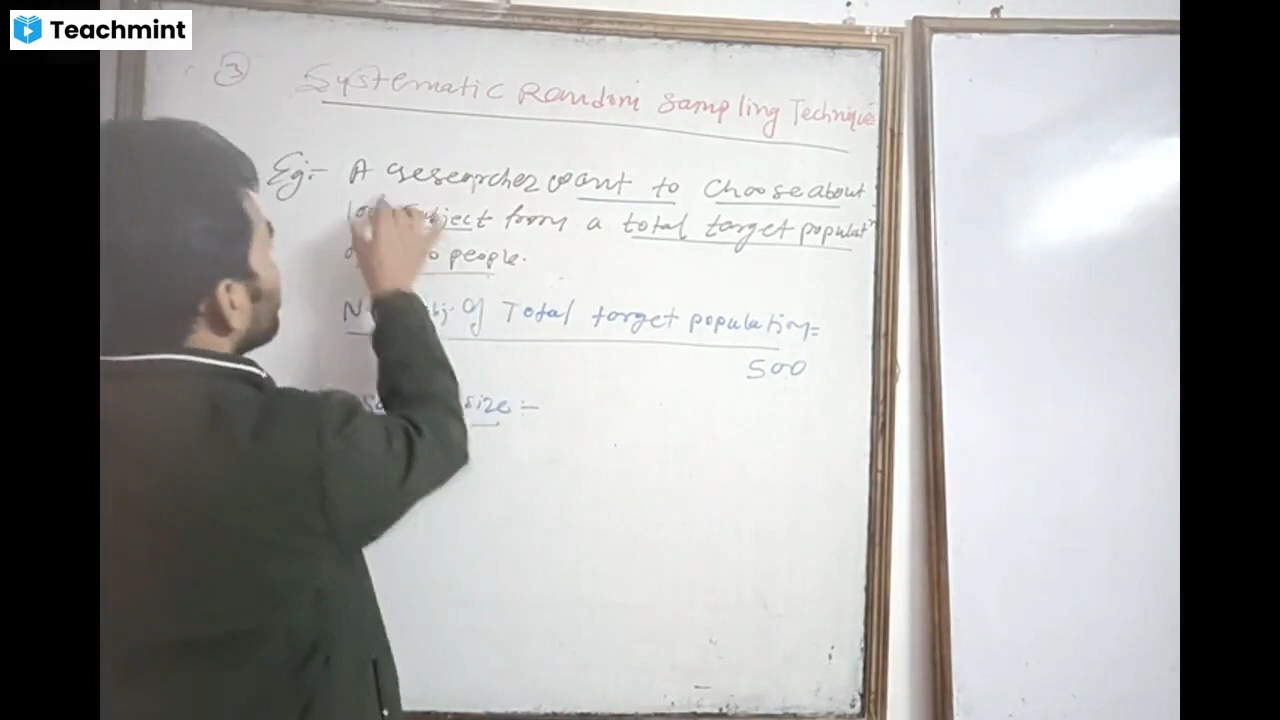 Teachmint
③ Systematic Random Sampling Technique
Eg:- A researcher want to choose about
subject from a total target populatⁿ
people.
Of Total target population=
500
size :-